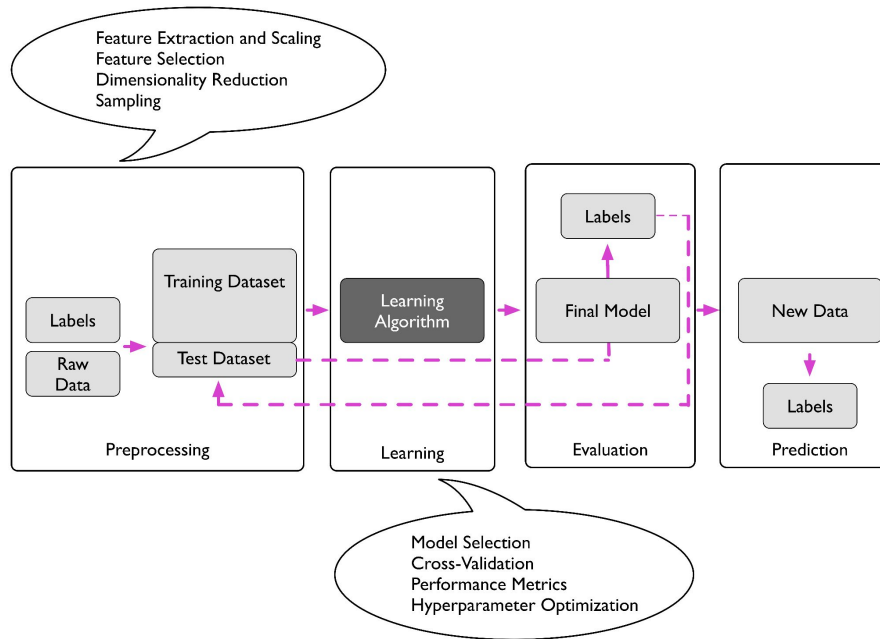 Feature Extraction and Scaling
Feature Selection
Dimensionality Reduction
Sampling
Labels
Raw
Data
Training Dataset
Test Dataset
Preprocessing
Learning
Algorithm
Learning
Labels
Final Model
Evaluation
New Data
Labels
Prediction
Model Selection
Cross-Validation
Performance Metrics
Hyperparameter Optimization